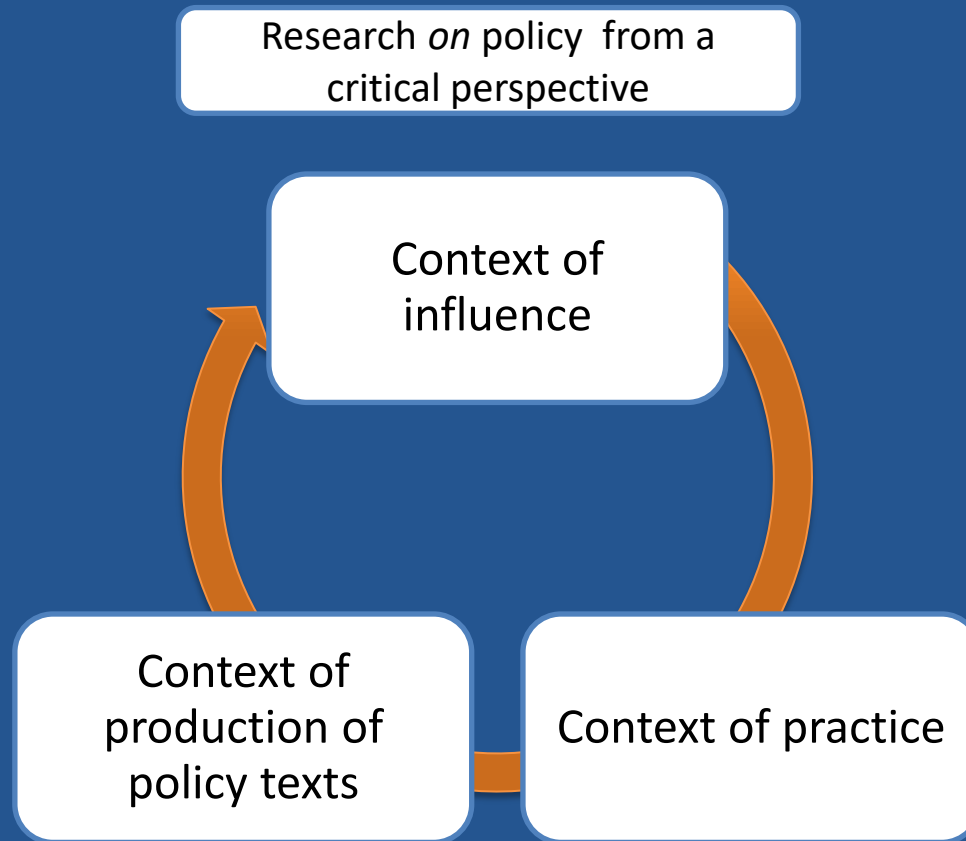 Research on policy from a
critical perspective
Context of
influence
Context of
production of
policy texts
Context of practice